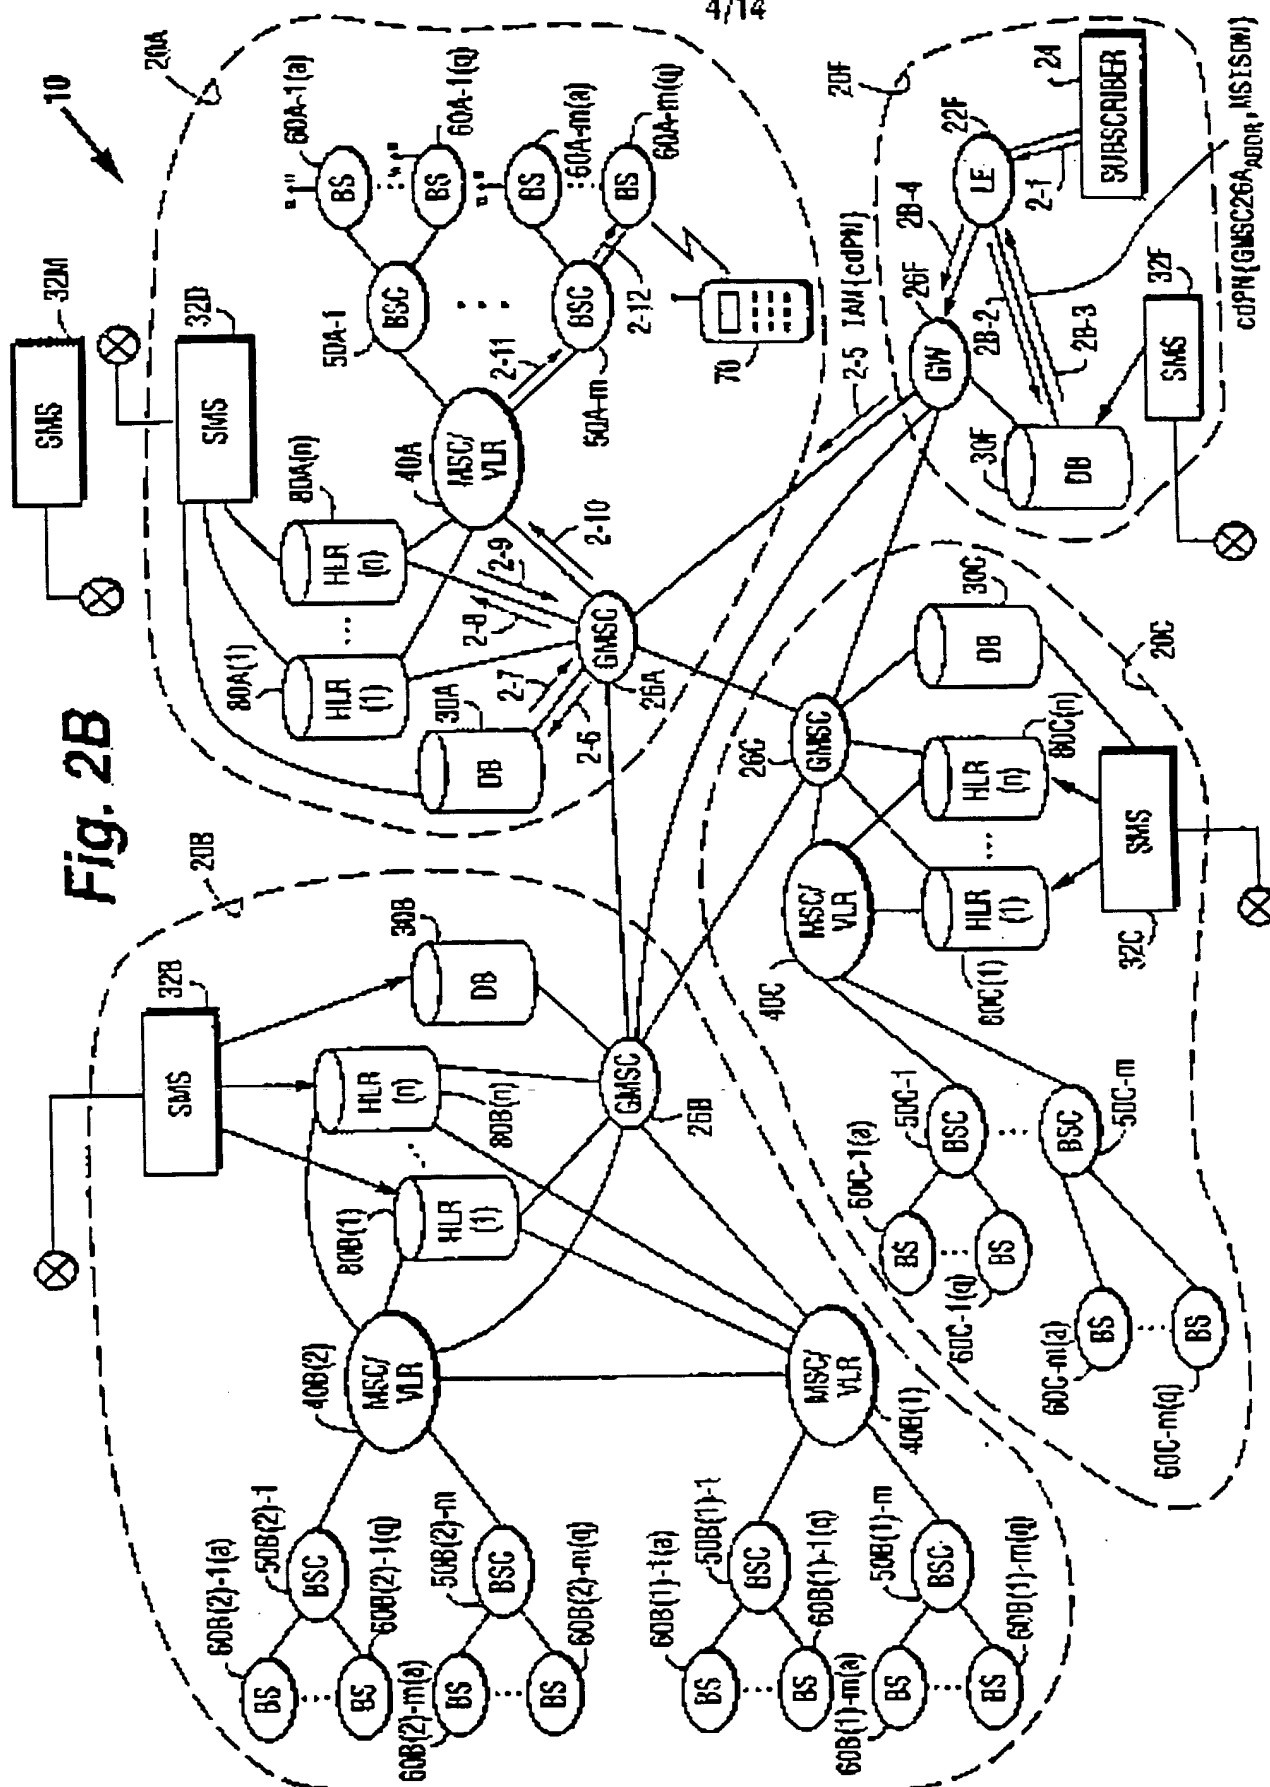 4/14
Fig. 2B
10
SMS
32M
20A
SMS
32D
80A(n)
HLR
(n)
80A(1)
HLR
(1)
30A
DB
40A
MSC/
VLR
2-10
2-9
2-8
2-7
2-6
GMSC
26A
50A-1
BSC
BSC
50A-m
2-11
2-12
60A-1(a)
BS
BS
60A-1(q)
BS
60A-m(a)
BS
60A-m(q)
70
20B
SMS
32B
30B
DB
HLR
(n)
80B(n)
80B(1)
HLR
(1)
GMSC
26B
40B(2)
MSC/
VLR
MSC/
VLR
40B(1)
50B(2)-1
BSC
50B(2)-m
BSC
60B(2)-1(a)
BS
60B(2)-1(q)
BS
60B(2)-m(a)
BS
60B(2)-m(q)
BS
50B(1)-1
BSC
50B(1)-m
BSC
60B(1)-1(a)
BS
60B(1)-1(q)
BS
60B(1)-m(a)
BS
60B(1)-m(q)
BS
20C
GMSC
26C
30C
DB
80C(n)
HLR
(n)
HLR
(1)
80C(1)
SMS
32C
MSC/
VLR
40C
50C-1
BSC
BSC
50C-m
60C-1(a)
BS
BS
60C-1(q)
60C-m(a)
BS
BS
60C-m(q)
20F
2-5 IAM{cdPN}
26F
GW
2B-4
2B-2
2B-3
LE
22F
2-1
24
SUBSCRIBER
30F
DB
SMS
32F
cdPN{GMSC26A ADDR, MSISDN}